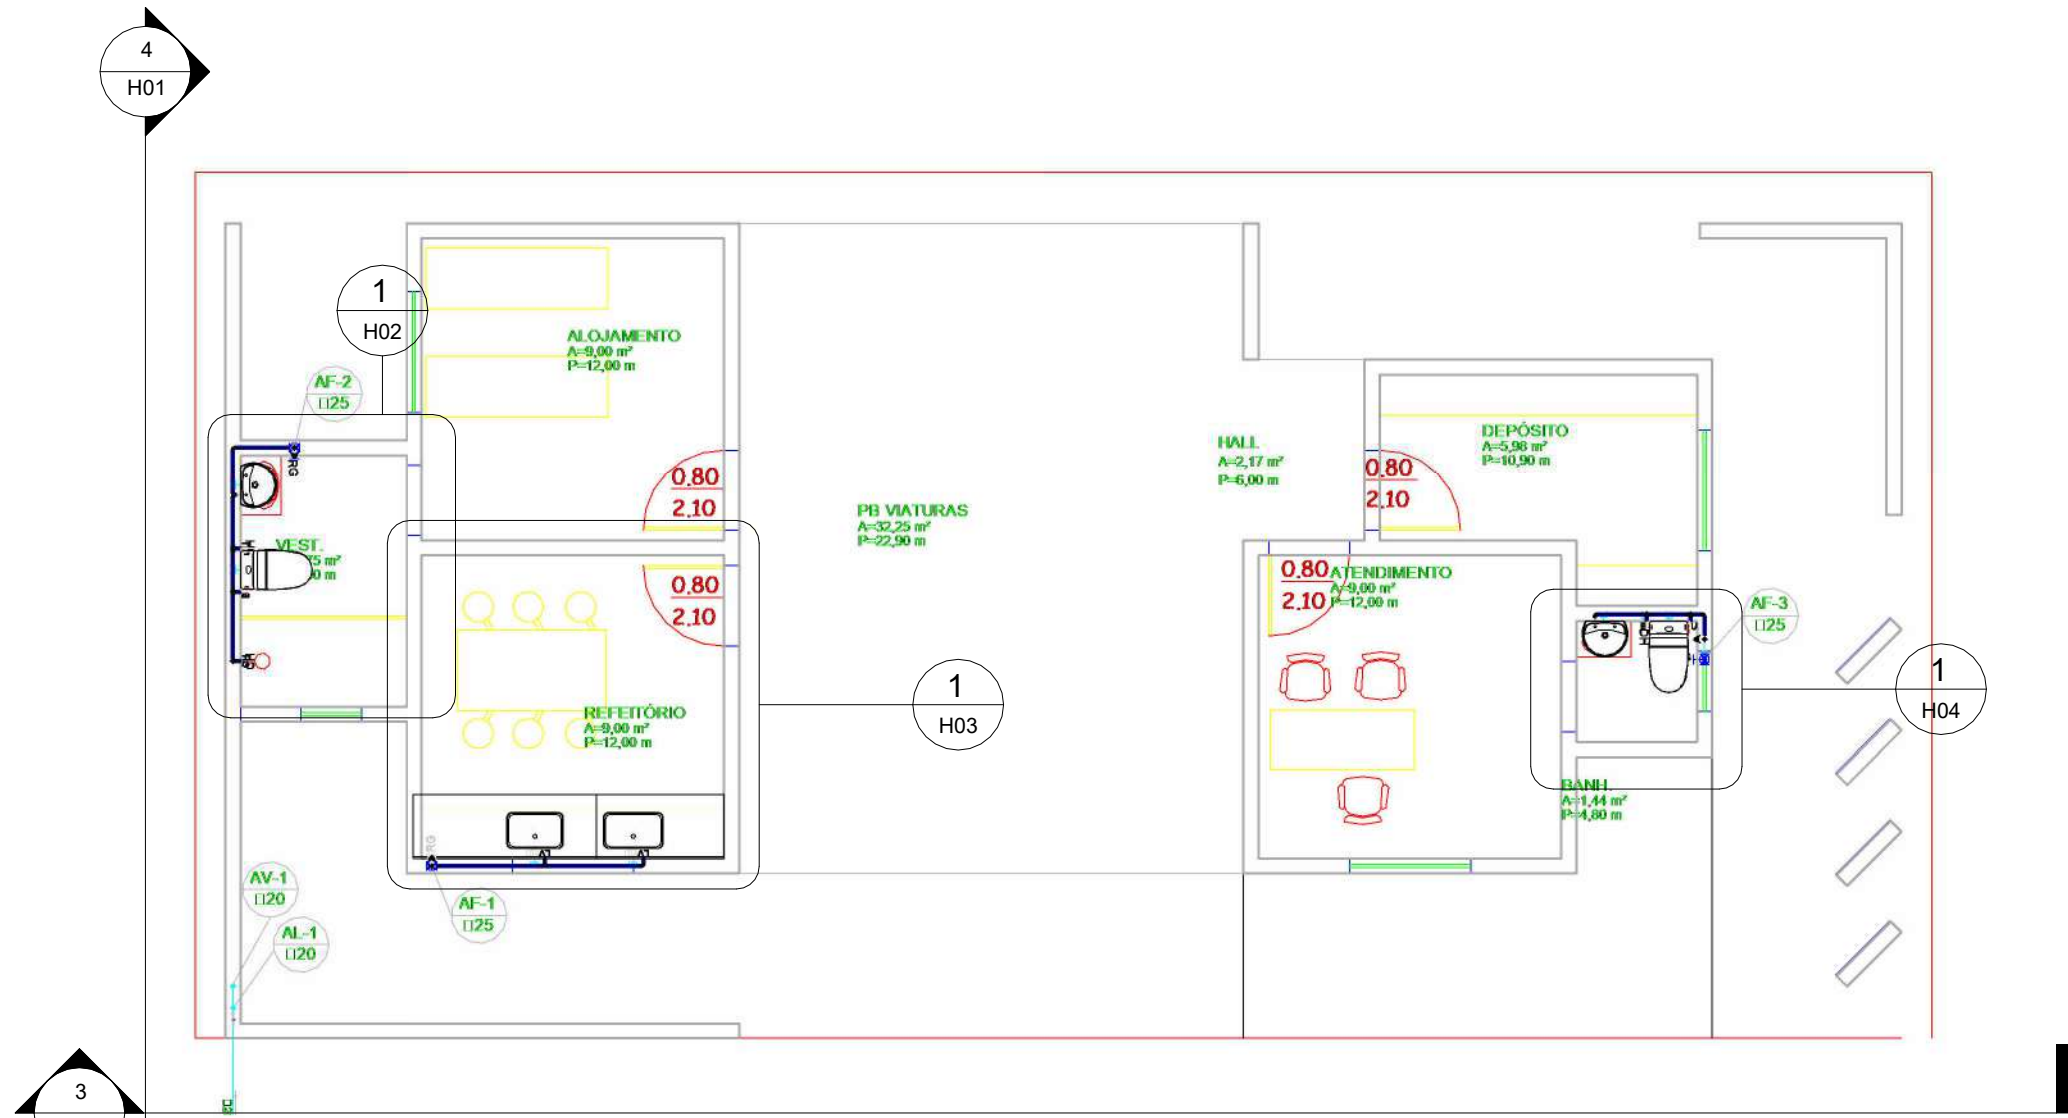 4
H01
1
H02
ALOJAMENTO
A=9,00 m²
P=12,00 m
AF-2
□25
RG
0.80
2.10
VEST.
5 m²
0 m
0.80
2.10
REFEITÓRIO
A=9,00 m²
P=12,00 m
RG
AF-1
□25
AV-1
□20
AL-1
□20
PB VIATURAS
A=32,25 m²
P=22,90 m
1
H03
HALL
A=2,17 m²
P=6,00 m
0.80
2.10
DEPÓSITO
A=5,98 m²
P=10,90 m
0.80
2.10
ATENDIMENTO
A=9,00 m²
P=12,00 m
AF-3
□25
1
H04
BANH.
A=1,44 m²
P=4,80 m
3